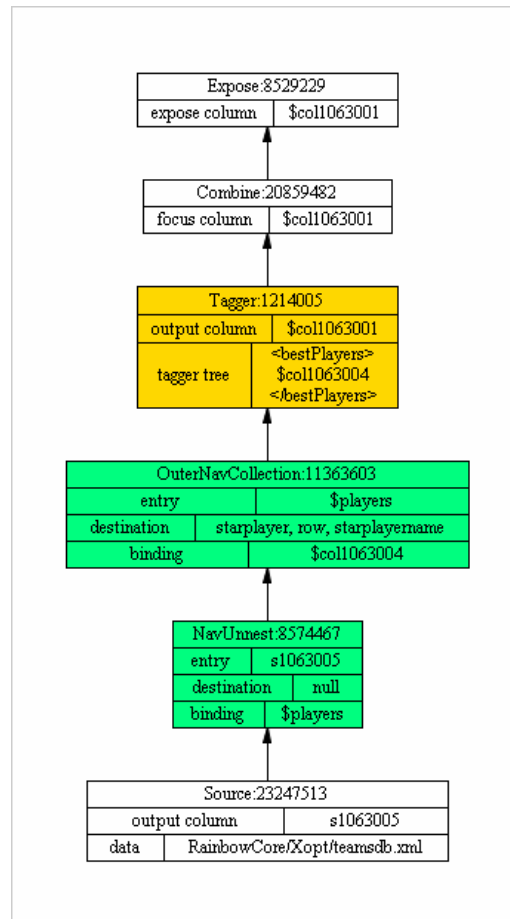 Expose:8529229
expose column $col1063001
Combine:20859482
focus column $col1063001
Tagger:1214005
output column $col1063001
tagger tree <bestPlayers>
$col1063004
</bestPlayers>
OuterNavCollection:11363603
entry $players
destination starplayer, row, starplayername
binding $col1063004
NavUnnest:8574467
entry s1063005
destination null
binding $players
Source:23247513
output column s1063005
data RainbowCore/Xopt/teamsdb.xml